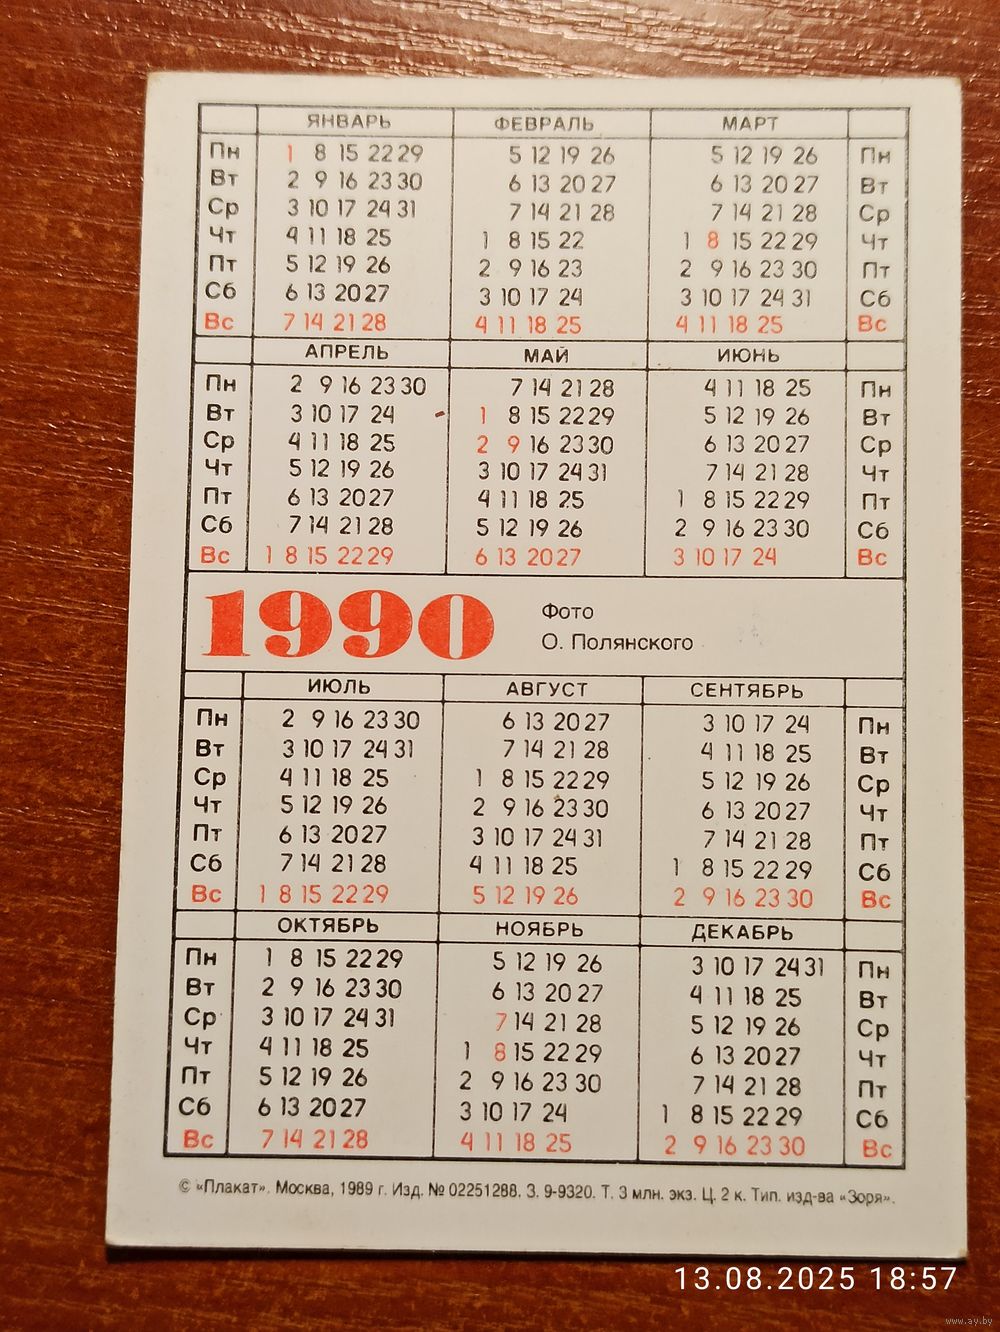 ЯНВАРЬ ФЕВРАЛЬ МАРТ
Пн 1 8 15 22 29 5 12 19 26 5 12 19 26 Пн
Вт 2 9 16 23 30 6 13 20 27 6 13 20 27 Вт
Ср 3 10 17 24 31 7 14 21 28 7 14 21 28 Ср
Чт 4 11 18 25 1 8 15 22 1 8 15 22 29 Чт
Пт 5 12 19 26 2 9 16 23 2 9 16 23 30 Пт
Сб 6 13 20 27 3 10 17 24 3 10 17 24 31 Сб
Вс 7 14 21 28 4 11 18 25 4 11 18 25 Вс
АПРЕЛЬ МАЙ ИЮНЬ
Пн 2 9 16 23 30 7 14 21 28 4 11 18 25 Пн
Вт 3 10 17 24 1 8 15 22 29 5 12 19 26 Вт
Ср 4 11 18 25 2 9 16 23 30 6 13 20 27 Ср
Чт 5 12 19 26 3 10 17 24 31 7 14 21 28 Чт
Пт 6 13 20 27 4 11 18 25 1 8 15 22 29 Пт
Сб 7 14 21 28 5 12 19 26 2 9 16 23 30 Сб
Вс 1 8 15 22 29 6 13 20 27 3 10 17 24 Вс
1990
Фото
О. Полянского
ИЮЛЬ АВГУСТ СЕНТЯБРЬ
Пн 2 9 16 23 30 6 13 20 27 3 10 17 24 Пн
Вт 3 10 17 24 31 7 14 21 28 4 11 18 25 Вт
Ср 4 11 18 25 1 8 15 22 29 5 12 19 26 Ср
Чт 5 12 19 26 2 9 16 23 30 6 13 20 27 Чт
Пт 6 13 20 27 3 10 17 24 31 7 14 21 28 Пт
Сб 7 14 21 28 4 11 18 25 1 8 15 22 29 Сб
Вс 1 8 15 22 29 5 12 19 26 2 9 16 23 30 Вс
ОКТЯБРЬ НОЯБРЬ ДЕКАБРЬ
Пн 1 8 15 22 29 5 12 19 26 3 10 17 24 31 Пн
Вт 2 9 16 23 30 6 13 20 27 4 11 18 25 Вт
Ср 3 10 17 24 31 7 14 21 28 5 12 19 26 Ср
Чт 4 11 18 25 1 8 15 22 29 6 13 20 27 Чт
Пт 5 12 19 26 2 9 16 23 30 7 14 21 28 Пт
Сб 6 13 20 27 3 10 17 24 1 8 15 22 29 Сб
Вс 7 14 21 28 4 11 18 25 2 9 16 23 30 Вс
© «Плакат». Москва, 1989 г. Изд. № 02251288. З. 9-9320. Т. 3 млн. экз. Ц. 2 к. Тип. изд-ва «Зоря».
13.08.2025 18:57
www.ay.by